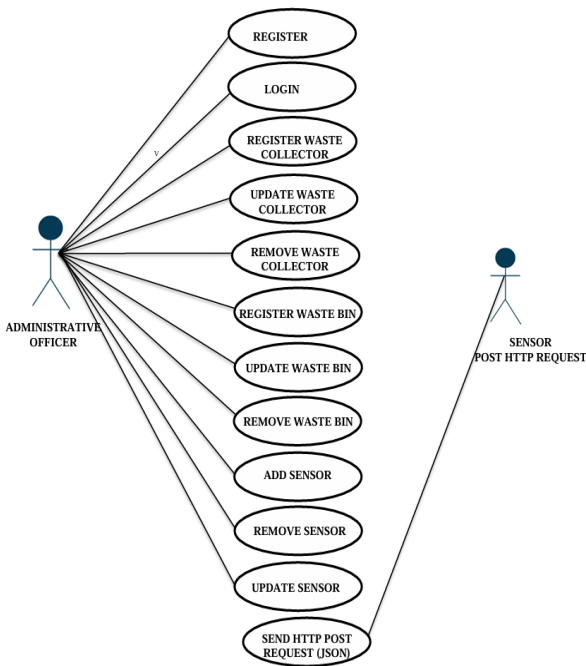 REGISTER
LOGIN
v
REGISTER WASTE
COLLECTOR
UPDATE WASTE
COLLECTOR
REMOVE WASTE
COLLECTOR
ADMINISTRATIVE
OFFICER
REGISTER WASTE BIN
SENSOR
POST HTTP REQUEST
UPDATE WASTE BIN
REMOVE WASTE BIN
ADD SENSOR
REMOVE SENSOR
UPDATE SENSOR
SEND HTTP POST
REQUEST (JSON)